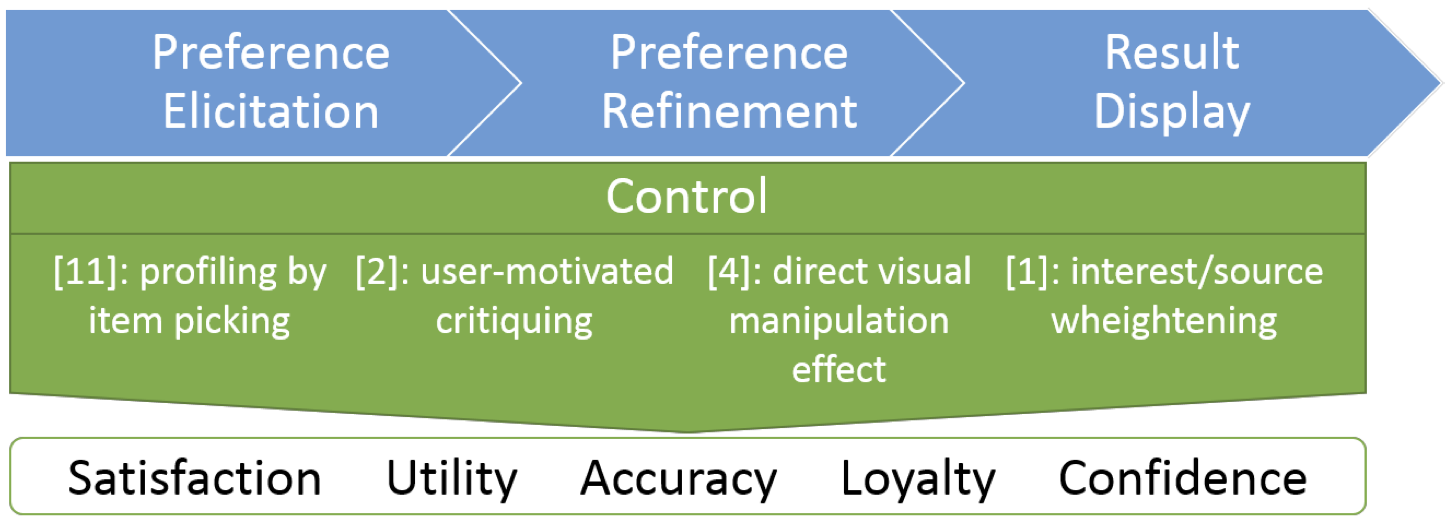 Preference
Elicitation
Preference
Refinement
Result
Display
Control
[11]: profiling by
item picking
[2]: user-motivated
critiquing
[4]: direct visual
manipulation
effect
[1]: interest/source
wheightening
Satisfaction Utility Accuracy Loyalty Confidence